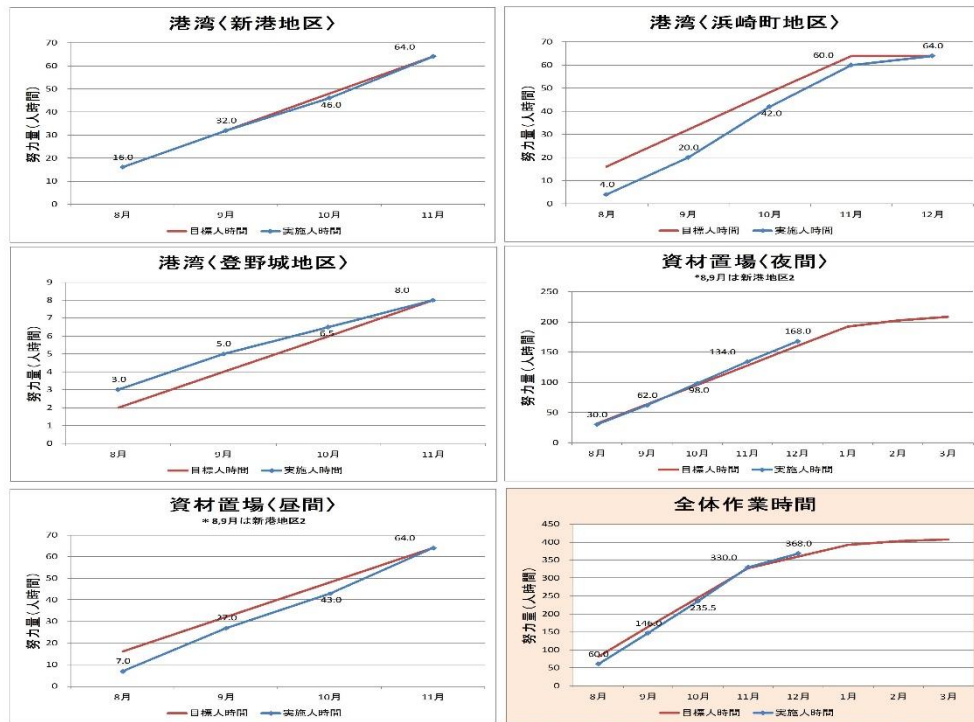 港湾〈新港地区〉
努力量(人時間)
70
60
50
40
30
20
10
0
16.0
32.0
46.0
64.0
8月 9月 10月 11月
目標人時間 実施人時間
港湾〈浜崎町地区〉
努力量(人時間)
70
60
50
40
30
20
10
0
4.0
20.0
42.0
60.0
64.0
8月 9月 10月 11月 12月
目標人時間 実施人時間
港湾〈登野城地区〉
努力量(人時間)
9
8
7
6
5
4
3
2
1
0
3.0
5.0
6.5
8.0
8月 9月 10月 11月
目標人時間 実施人時間
資材置場〈夜間〉
*8,9月は新港地区2
努力量(人時間)
250
200
150
100
50
0
30.0
62.0
98.0
134.0
168.0
8月 9月 10月 11月 12月 1月 2月 3月
目標人時間 実施人時間
資材置場〈昼間〉
*8,9月は新港地区2
努力量(人時間)
70
60
50
40
30
20
10
0
7.0
27.0
43.0
64.0
8月 9月 10月 11月
目標人時間 実施人時間
全体作業時間
努力量(人時間)
450
400
350
300
250
200
150
100
50
0
60.0
146.0
235.5
330.0
368.0
8月 9月 10月 11月 12月 1月 2月 3月
目標人時間 実施人時間